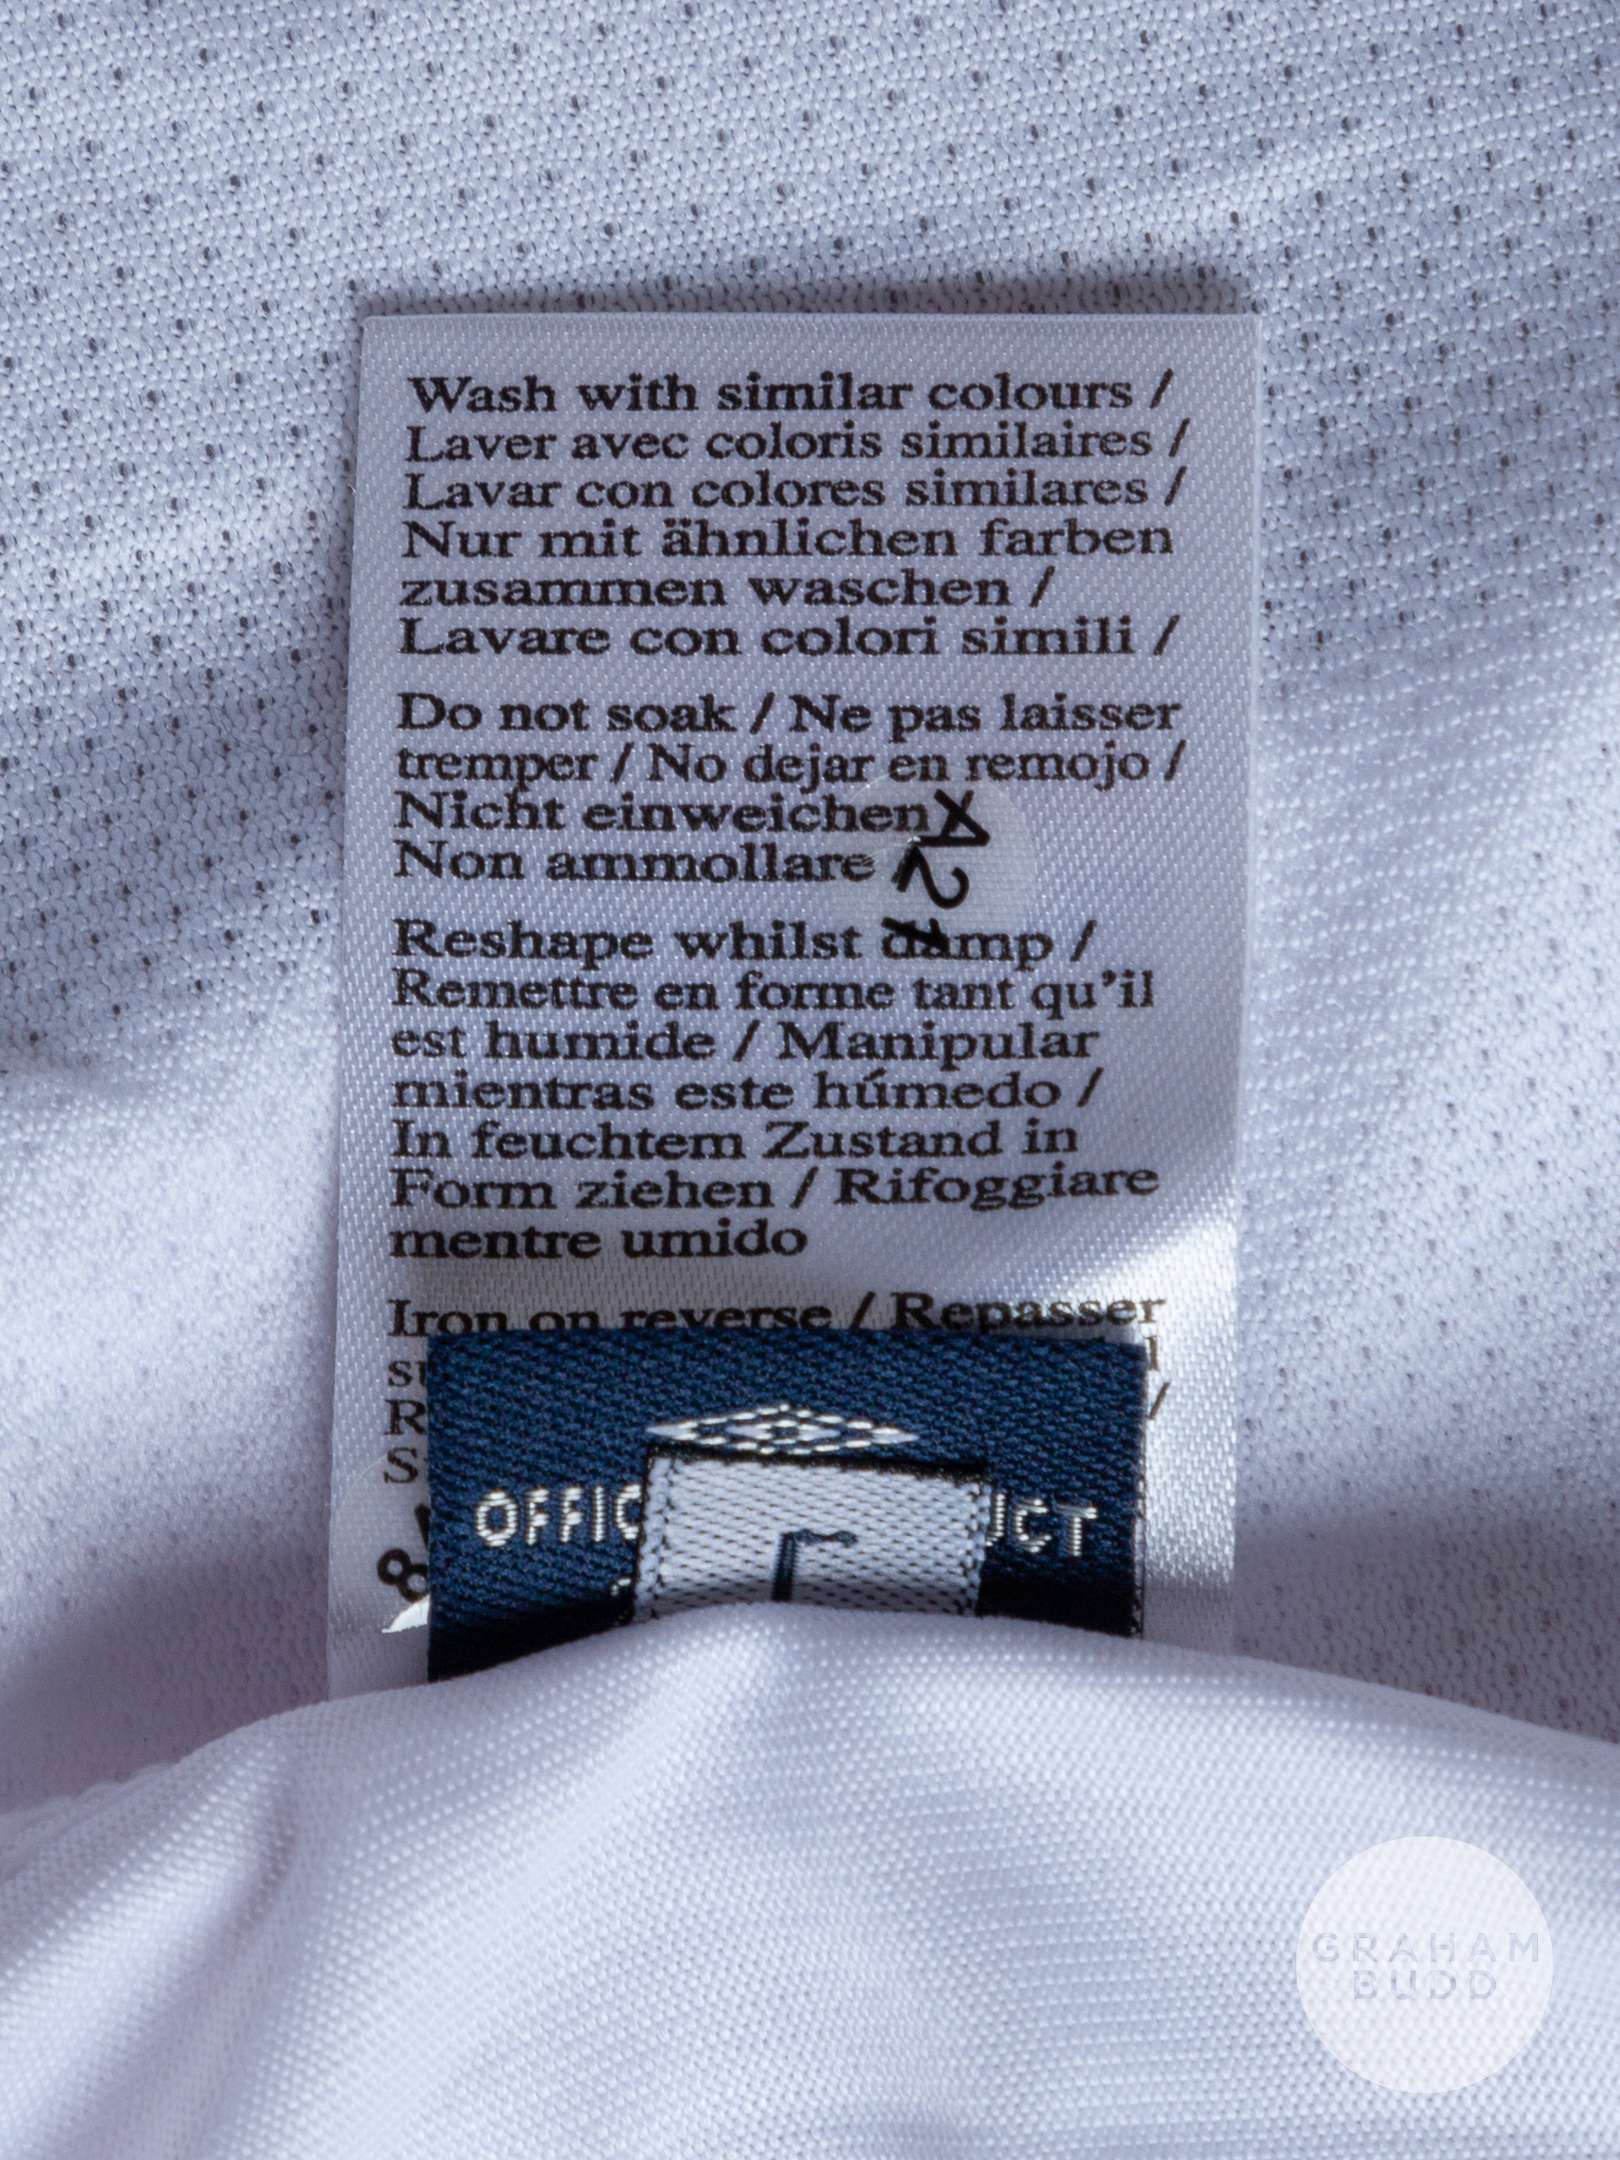 Wash with similar colours /
Laver avec coloris similaires /
Lavar con colores similares /
Nur mit ähnlichen farben
zusammen waschen /
Lavare con colori simili /
Do not soak / Ne pas laisser
tremper / No dejar en remojo /
Nicht einweichen
Non ammollare
Reshape whilst damp /
Remettre en forme tant qu'il
est humide / Manipular
mientras este húmedo /
In feuchtem Zustand in
Form ziehen / Rifoggiare
mentre umido
Iron on reverse / Repasser
GRAHAM
BUDD